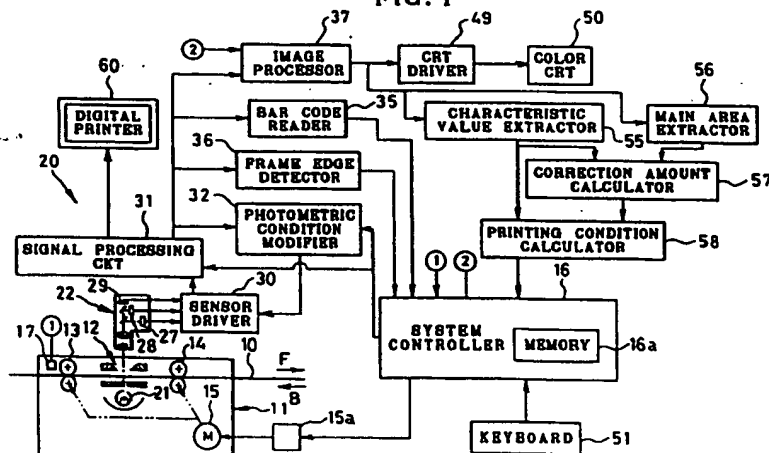 FIG. 1
37
49
50
2
IMAGE
PROCESSOR
CRT
DRIVER
COLOR
CRT
60
DIGITAL
PRINTER
35
56
BAR CODE
READER
CHARACTERISTIC
VALUE EXTRACTOR
55
MAIN AREA
EXTRACTOR
36
FRAME EDGE
DETECTOR
20
31
32
CORRECTION AMOUNT
CALCULATOR
57
PHOTOMETRIC
CONDITION
MODIFIER
SIGNAL PROCESSING
CKT
PRINTING CONDITION
CALCULATOR
58
30
1
2
16
29
22
SENSOR
DRIVER
27
28
SYSTEM
CONTROLLER
MEMORY
16a
1
17
13
12
14
10
F
B
21
11
15
M
15a
KEYBOARD
51